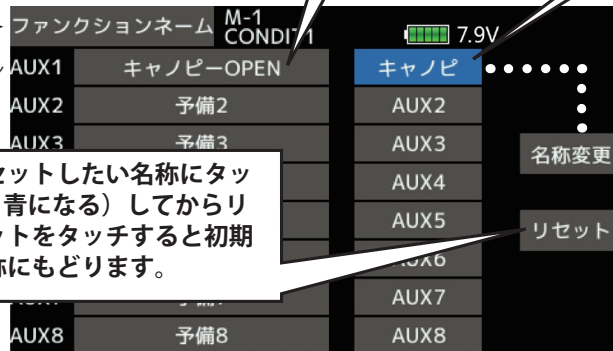 ファンクションネーム M-1
CONDIT1
7.9V
AUX1 キャノピーOPEN キャノピ
AUX2 予備2 AUX2
AUX3 予備3 AUX3
名称変更
セットしたい名称にタッ
青になる）してからリ
ットをタッチすると初期
称にもどります。
AUX4
AUX5
リセット
AUX6
AUX7
AUX8 予備8 AUX8